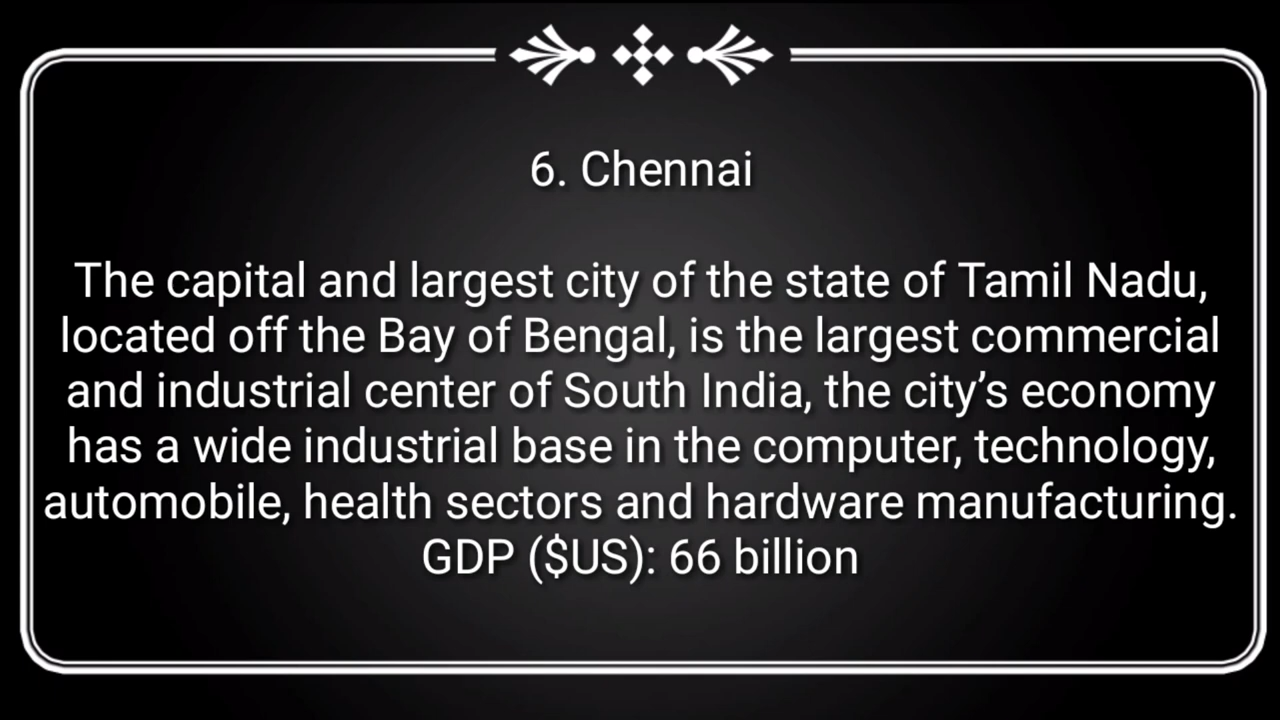 6. Chennai
The capital and largest city of the state of Tamil Nadu,
located off the Bay of Bengal, is the largest commercial
and industrial center of South India, the city’s economy
has a wide industrial base in the computer, technology,
automobile, health sectors and hardware manufacturing.
GDP ($US): 66 billion